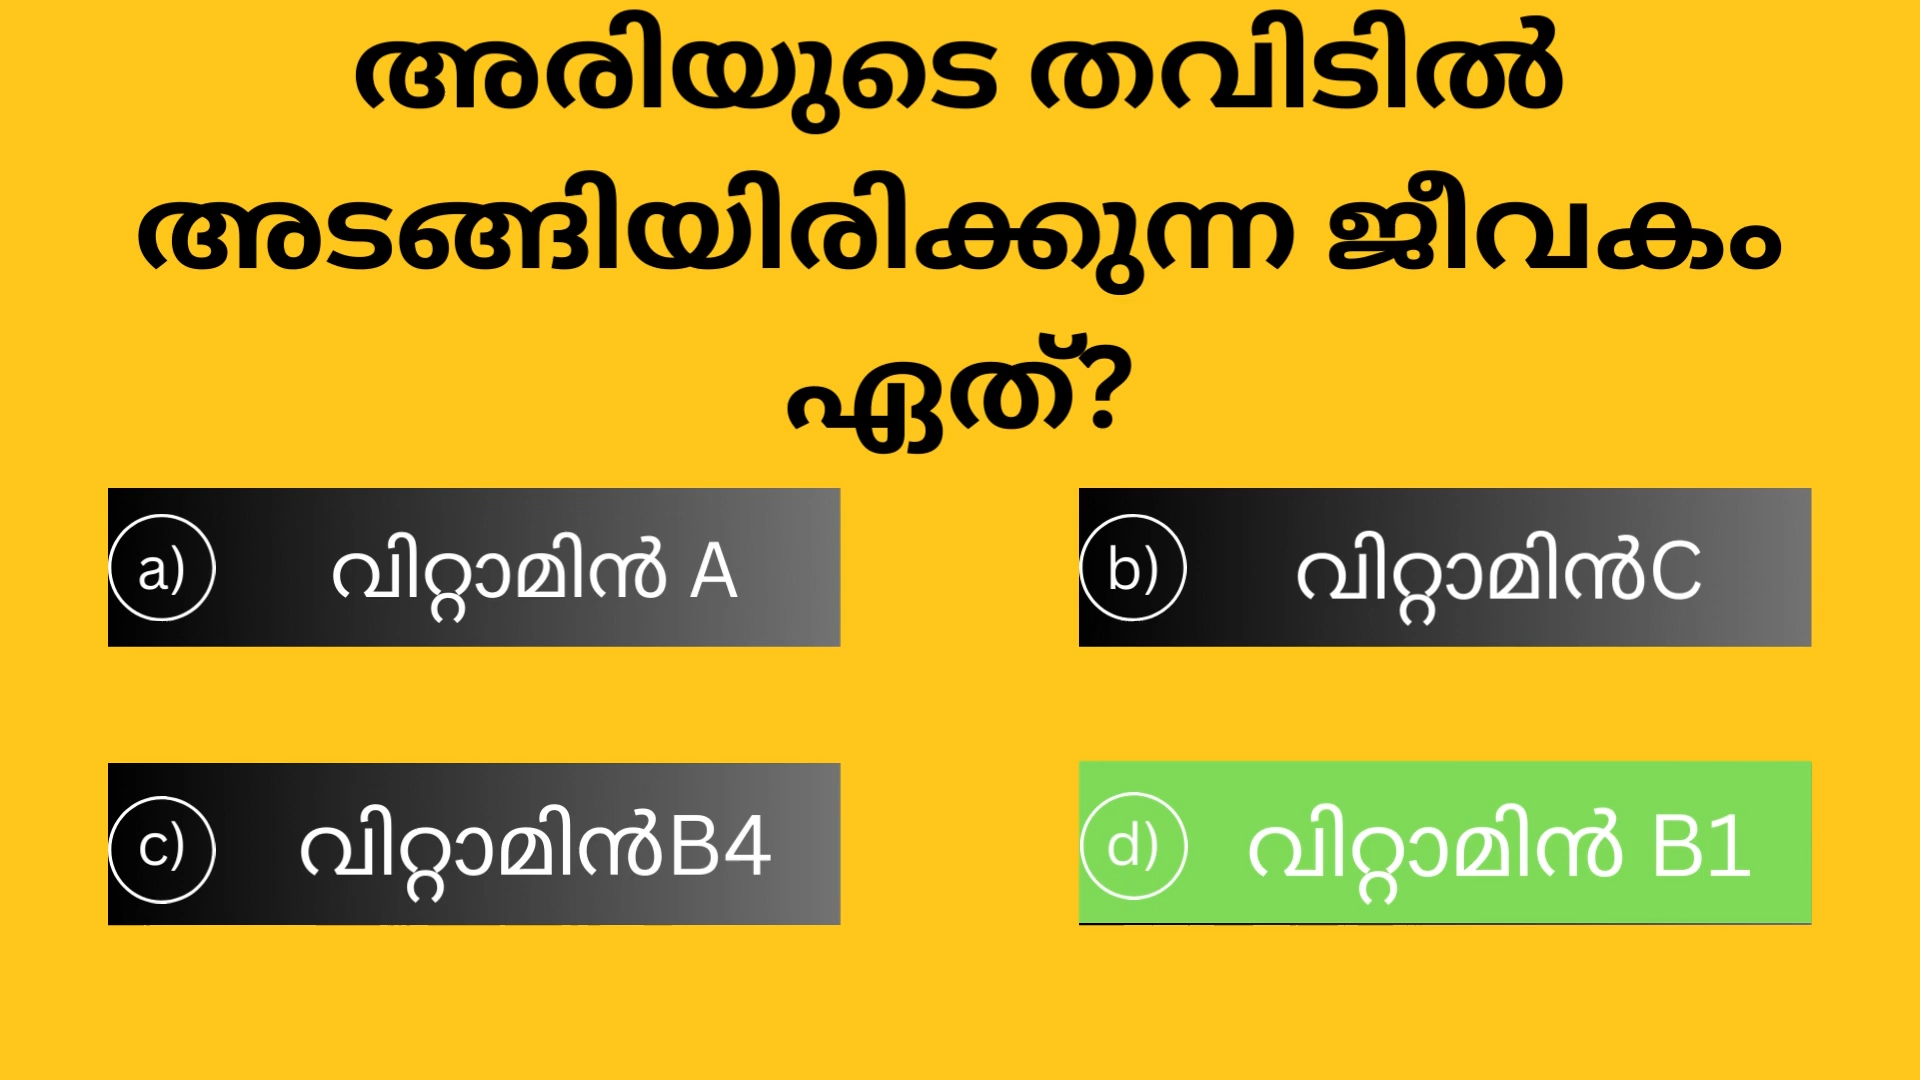 അരിയുടെ തവിടിൽ
അടങ്ങിയിരിക്കുന്ന ജീവകം
ഏത്?
a) വിറ്റാമിൻ A
b) വിറ്റാമിൻC
c) വിറ്റാമിൻB4
d) വിറ്റാമിൻ B1